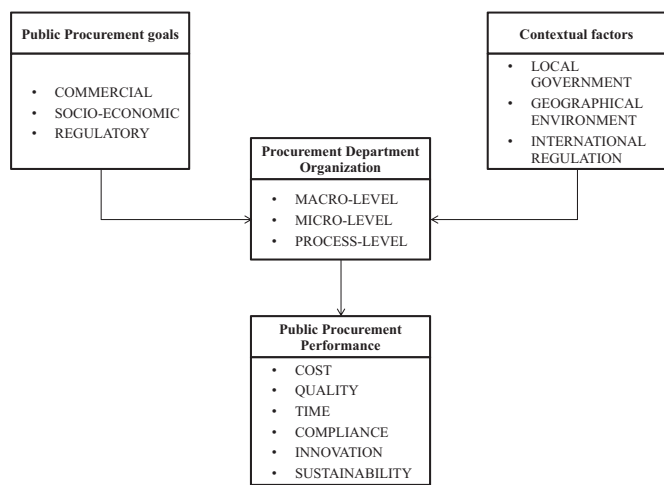 Public Procurement goals
• COMMERCIAL
• SOCIO-ECONOMIC
• REGULATORY
Contextual factors
• LOCAL
GOVERNMENT
• GEOGRAPHICAL
ENVIRONMENT
• INTERNATIONAL
REGULATION
Procurement Department
Organization
• MACRO-LEVEL
• MICRO-LEVEL
• PROCESS-LEVEL
Public Procurement
Performance
• COST
• QUALITY
• TIME
• COMPLIANCE
• INNOVATION
• SUSTAINABILITY